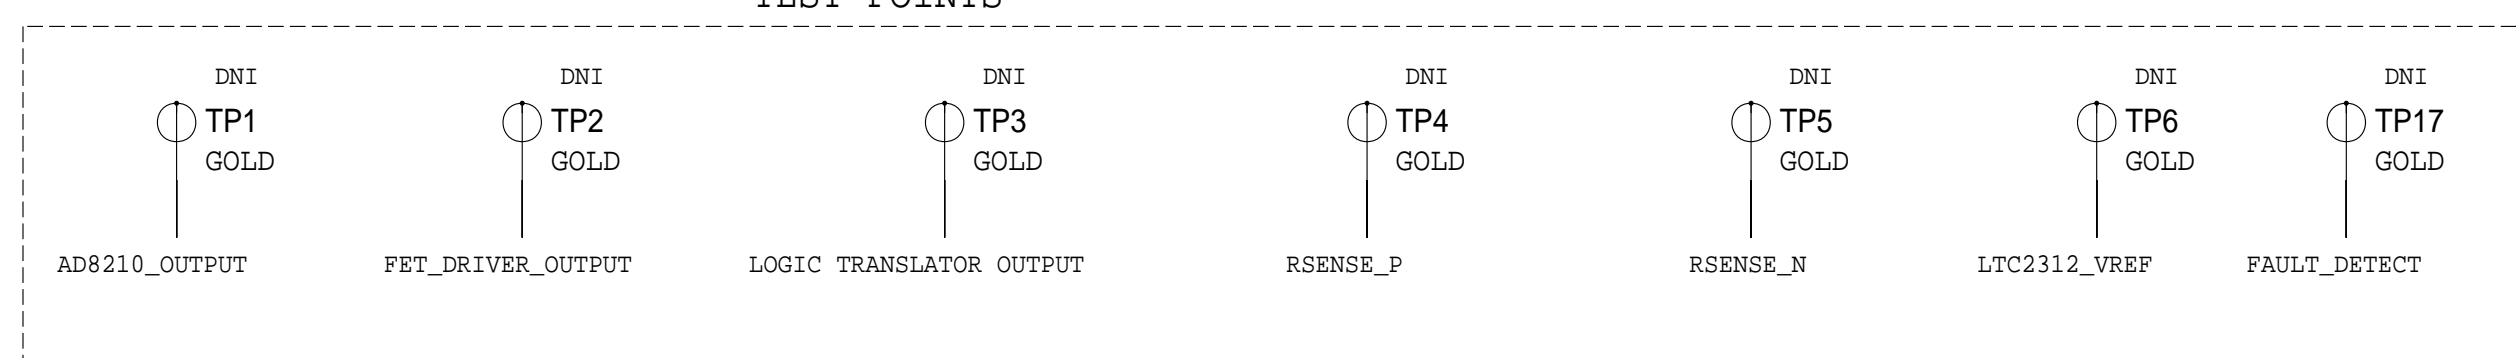 TEST POINTS
DNI DNI DNI DNI DNI DNI DNI
TP1 TP2 TP3 TP4 TP5 TP6 TP17
GOLD GOLD GOLD GOLD GOLD GOLD GOLD
AD8210_OUTPUT FET_DRIVER_OUTPUT LOGIC TRANSLATOR OUTPUT RSENSE_P RSENSE_N LTC2312_VREF FAULT_DETECT